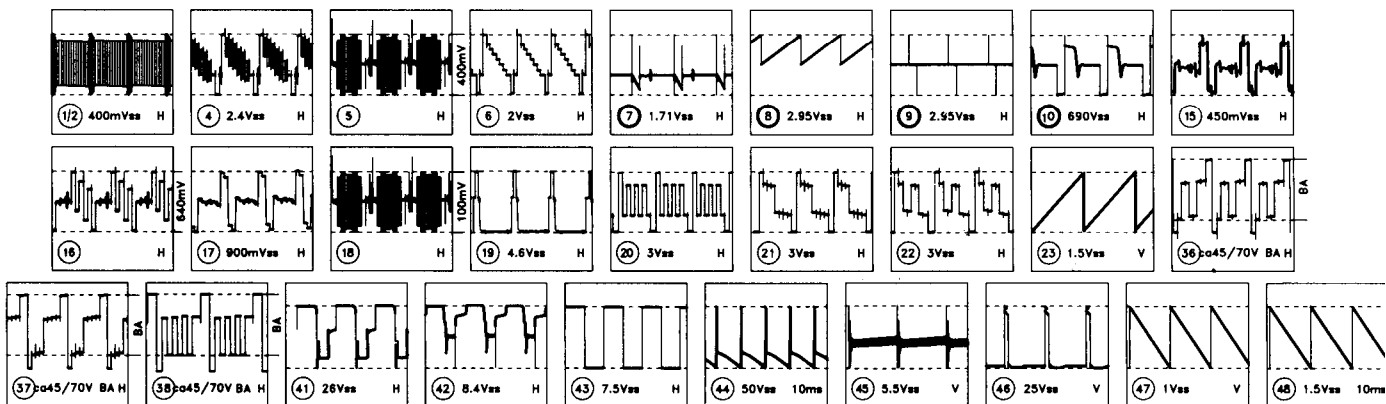 1/2 400mVss H
4 2.4Vss H
5 H
400mV
6 2Vss H
7 1.71Vss H
8 2.95Vss H
9 2.95Vss H
10 690Vss H
15 450mVss H
16 H
640mV
17 900mVss H
18 H
100mV
19 4.6Vss H
20 3Vss H
21 3Vss H
22 3Vss H
23 1.5Vss V
36 ca45/70V BA H
BA
37 ca45/70V BA H
BA
38 ca45/70V BA H
BA
41 26Vss H
42 8.4Vss H
43 7.5Vss H
44 50Vss 10ms
45 5.5Vss V
46 25Vss V
47 1Vss V
48 1.5Vss 10ms